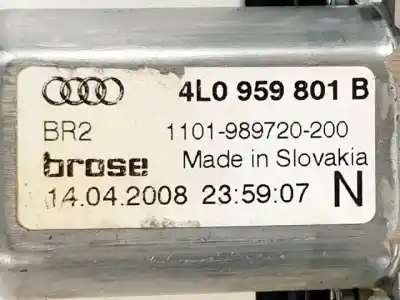 4L0 959 801 B
BR2 1101-989720-200
brose Made in Slovakia
14.04.2008 23:59:07 N